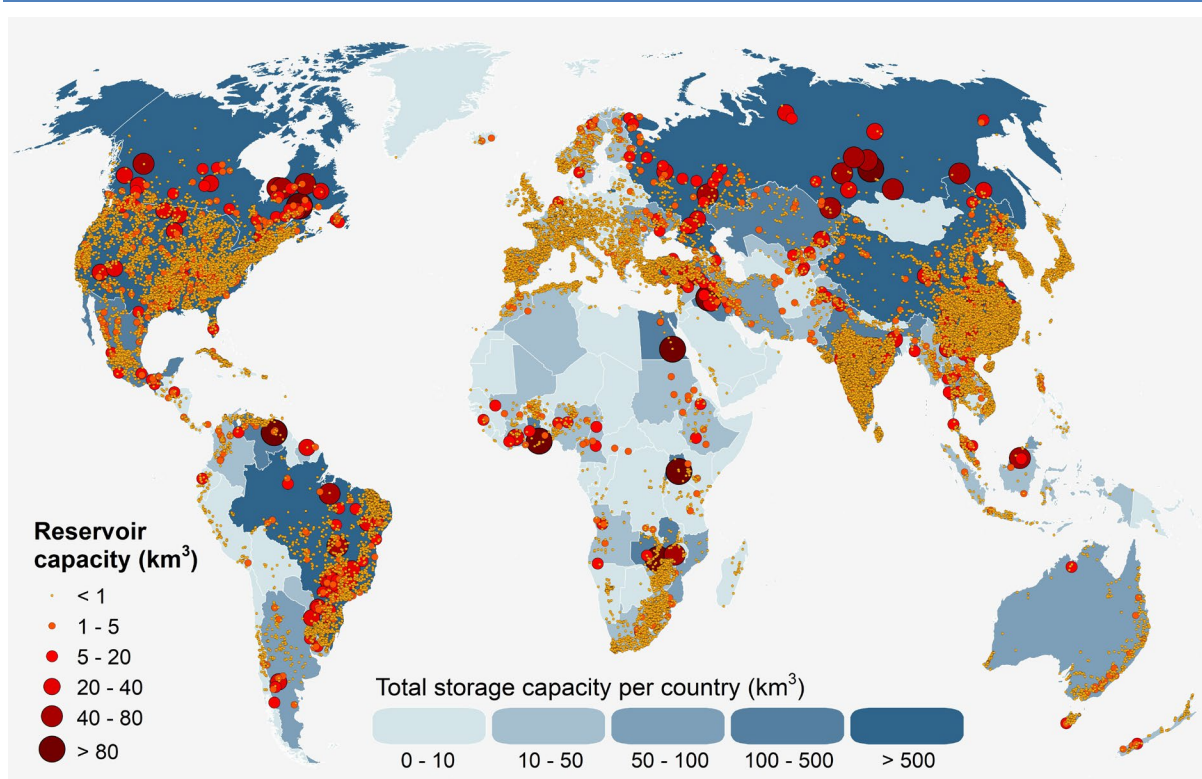 Reservoir
capacity (km³)
< 1
1 - 5
5 - 20
20 - 40
40 - 80
> 80
Total storage capacity per country (km³)
0 - 10 10 - 50 50 - 100 100 - 500 > 500